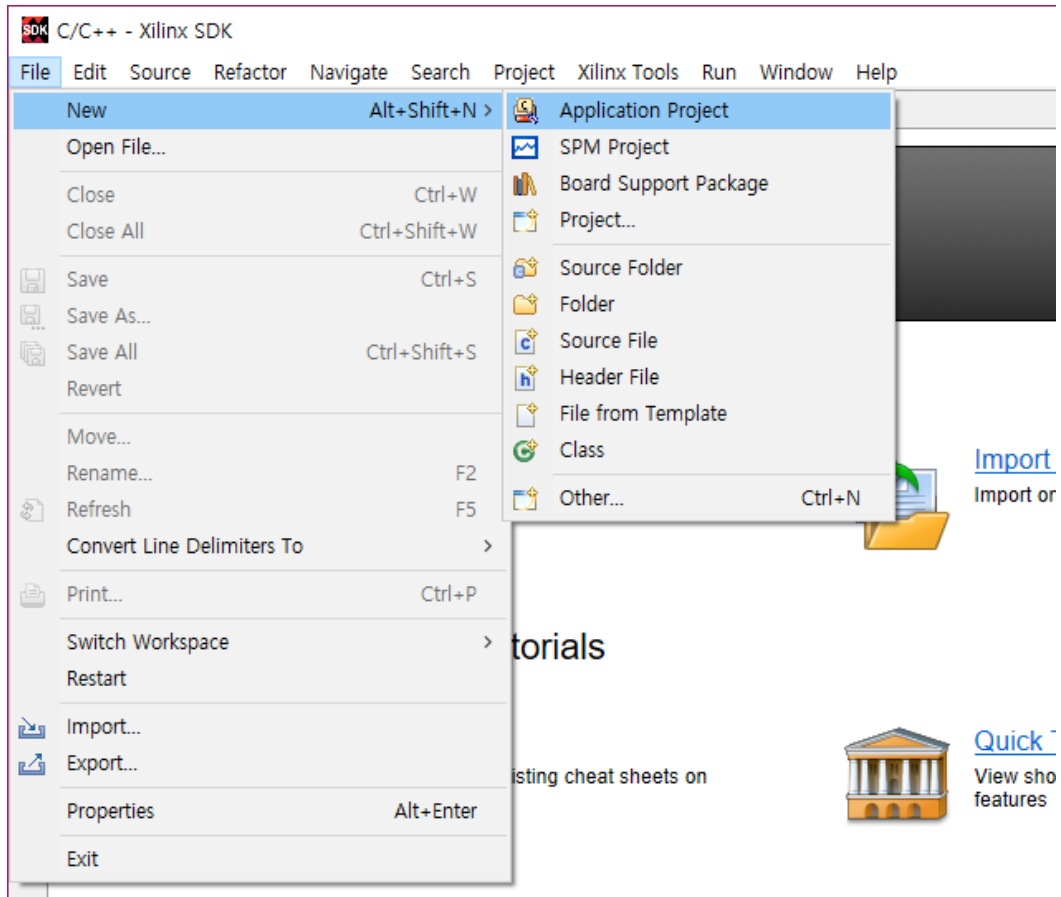 SDK C/C++ - Xilinx SDK
File Edit Source Refactor Navigate Search Project Xilinx Tools Run Window Help
New Alt+Shift+N >
Open File...
Close Ctrl+W
Close All Ctrl+Shift+W
Save Ctrl+S
Save As...
Save All Ctrl+Shift+S
Revert
Move...
Rename... F2
Refresh F5
Convert Line Delimiters To >
Print... Ctrl+P
Switch Workspace >
Restart
Import...
Export...
Properties Alt+Enter
Exit
Application Project
SPM Project
Board Support Package
Project...
Source Folder
Folder
Source File
Header File
File from Template
Class
Other... Ctrl+N
Import
Import
torials
isting cheat sheets on
Quick
View sho
features